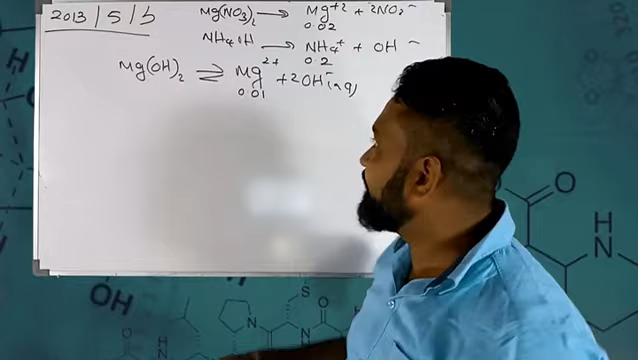 2013/5/b
Mg(NO₃)₂ → Mg⁺² + 2NO₃⁻
0.02
NH₄OH → NH₄⁺ + OH⁻
0.2
Mg(OH)₂ ⇌ Mg²⁺ + 2OH⁻(aq)
0.01
OH
N
S
O
O
H
N